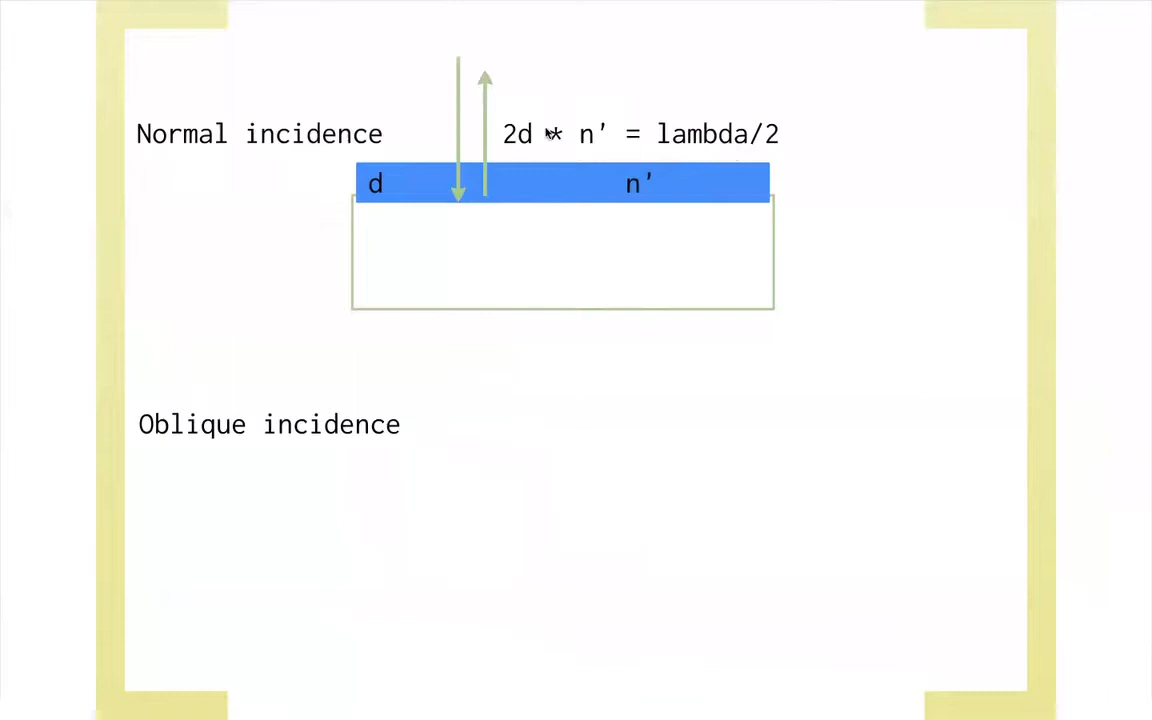 Normal incidence
2d * n' = lambda/2
d n'
Oblique incidence